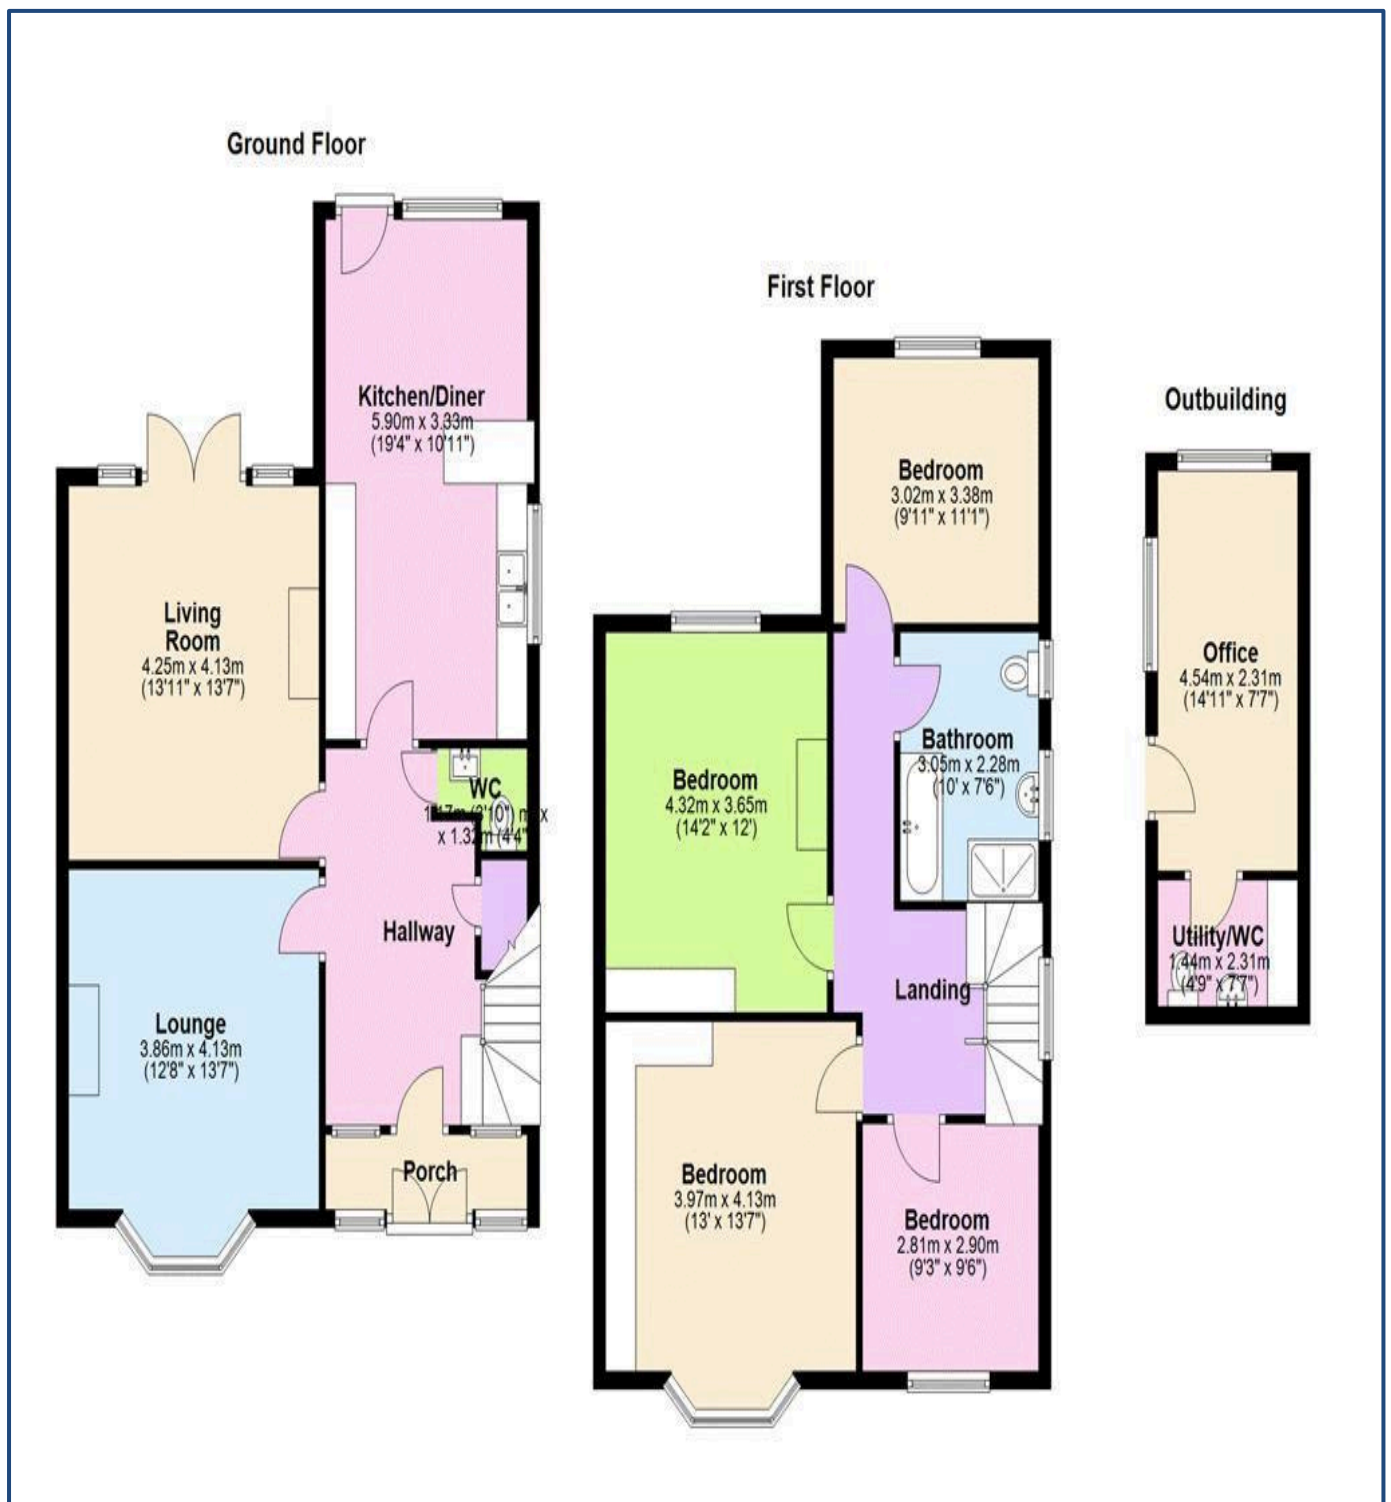 Ground Floor
Kitchen/Diner
5.90m x 3.33m
(19'4" x 10'11")
Living
Room
4.25m x 4.13m
(13'11" x 13'7")
WC
1.17m (3'10")
x 1.32m (4'4"
Hallway
Lounge
3.86m x 4.13m
(12'8" x 13'7")
Porch
First Floor
Bedroom
3.02m x 3.38m
(9'11" x 11'1")
Bathroom
3.05m x 2.28m
(10' x 7'6")
Bedroom
4.32m x 3.65m
(14'2" x 12')
Landing
Bedroom
3.97m x 4.13m
(13' x 13'7")
Bedroom
2.81m x 2.90m
(9'3" x 9'6")
Outbuilding
Office
4.54m x 2.31m
(14'11" x 7'7")
Utility/WC
1.44m x 2.31m
(4'9" x 7'7")